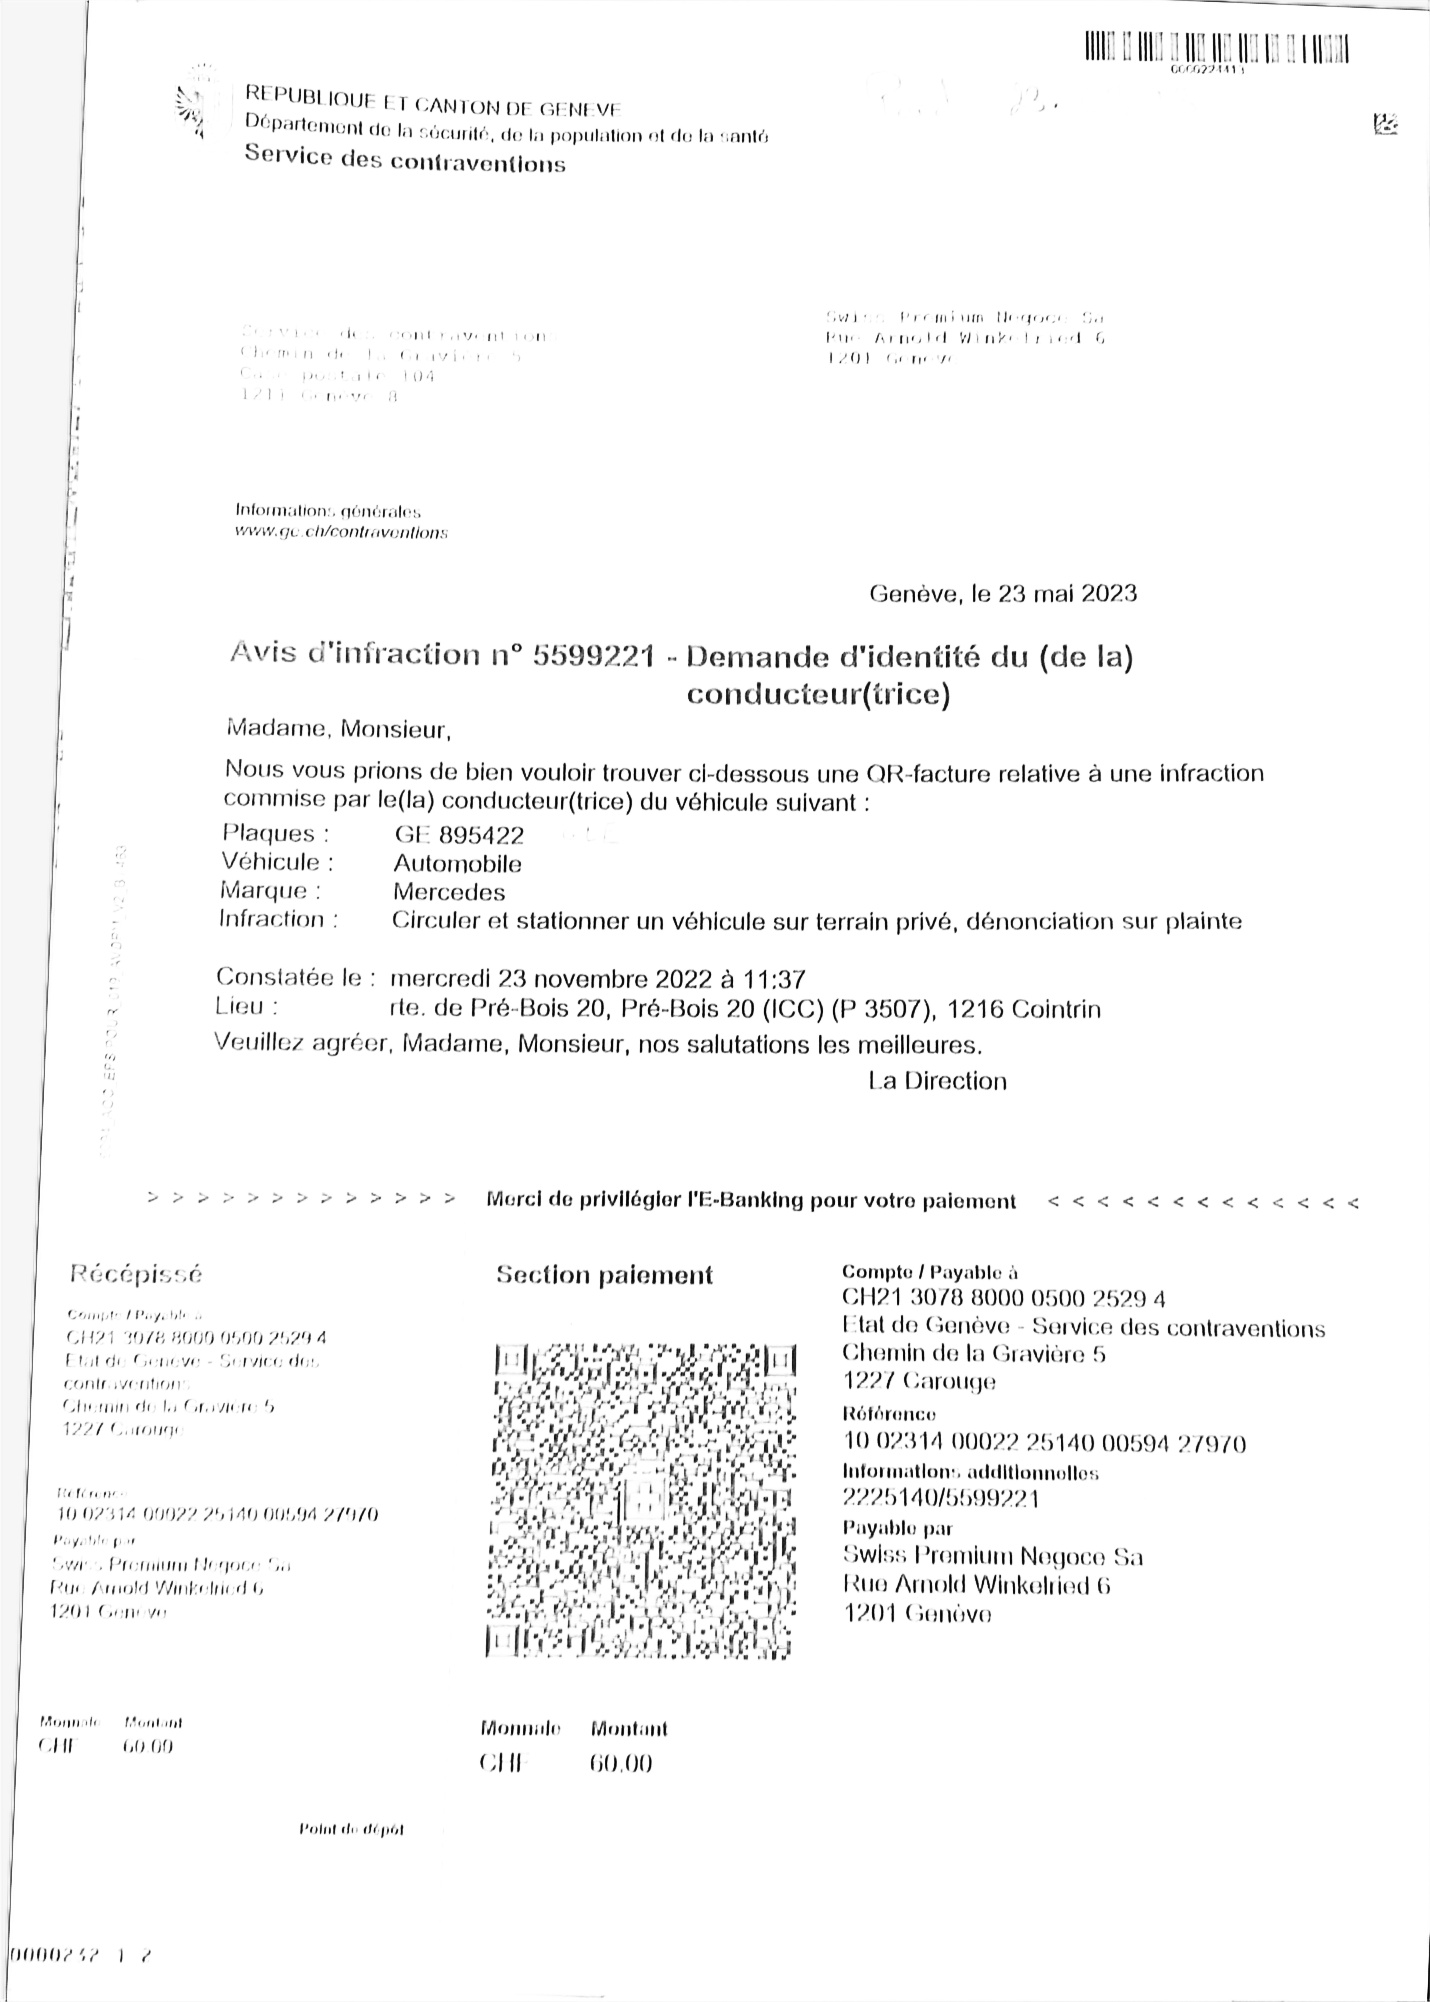 REPUBLIQUE ET CANTON DE GENEVE
Département de la sécurité, de la population et de la santé
Service des contraventions
Service des contraventions
Chemin de la Gravière 5
Case postale 104
1211 Genève 8
Swiss Premium Negoce Sa
Rue Arnold Winkelried 6
1201 Genève
Informations générales
www.ge.ch/contraventions
Genève, le 23 mai 2023
Avis d'infraction n° 5599221 - Demande d'identité du (de la)
conducteur(trice)
Madame, Monsieur,
Nous vous prions de bien vouloir trouver ci-dessous une QR-facture relative à une infraction
commise par le(la) conducteur(trice) du véhicule suivant :
Plaques : GE 895422
Véhicule : Automobile
Marque : Mercedes
Infraction : Circuler et stationner un véhicule sur terrain privé, dénonciation sur plainte
Constatée le : mercredi 23 novembre 2022 à 11:37
Lieu : rte. de Pré-Bois 20, Pré-Bois 20 (ICC) (P 3507), 1216 Cointrin
Veuillez agréer, Madame, Monsieur, nos salutations les meilleures.
La Direction
> > > > > > > > > > > > > Merci de privilégier l'E-Banking pour votre paiement < < < < < < < < < < < < <
Récépissé
Compte / Payable à
CH21 3078 8000 0500 2529 4
Etat de Genève - Service des
contraventions
Chemin de la Gravière 5
1227 Carouge
Référence
10 02314 00022 25140 00594 27970
Payable par
Swiss Premium Negoce Sa
Rue Arnold Winkelried 6
1201 Genève
Monnaie Montant
CHF 60.00
Point de dépôt
Section paiement
Monnaie Montant
CHF 60.00
Compte / Payable à
CH21 3078 8000 0500 2529 4
Etat de Genève - Service des contraventions
Chemin de la Gravière 5
1227 Carouge
Référence
10 02314 00022 25140 00594 27970
Informations additionnelles
2225140/5599221
Payable par
Swiss Premium Negoce Sa
Rue Arnold Winkelried 6
1201 Genève